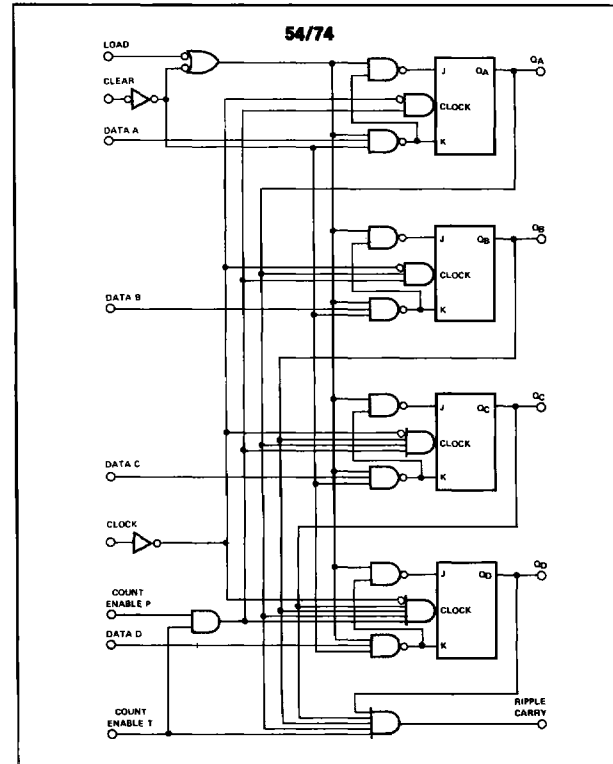 54/74
LOAD
CLEAR
DATA A
J QA
CLOCK
K
QA
J QB
CLOCK
K
QB
DATA B
J QC
CLOCK
K
QC
DATA C
CLOCK
J QD
CLOCK
K
QD
COUNT
ENABLE P
DATA D
COUNT
ENABLE T
RIPPLE
CARRY